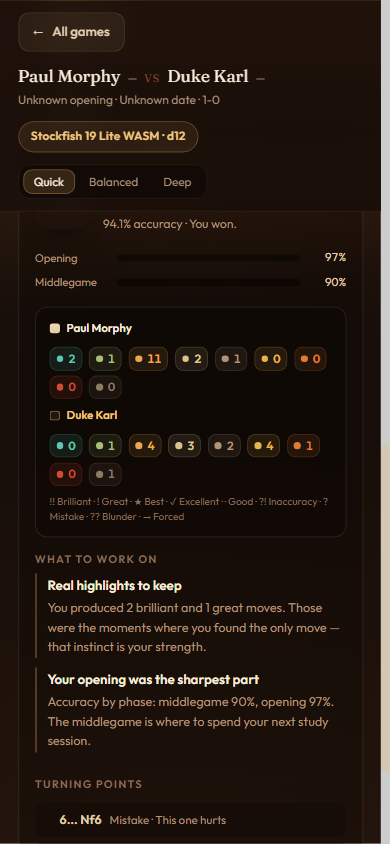 ← All games
Paul Morphy – VS Duke Karl –
Unknown opening · Unknown date · 1-0
Stockfish 19 Lite WASM · d12
Quick Balanced Deep
94.1% accuracy · You won.
Opening 97%
Middlegame 90%
Paul Morphy
2 1 11 2 1 0 0
0 0
Duke Karl
0 1 4 3 2 4 1
0 1
!! Brilliant · ! Great · ★ Best · ✓ Excellent · · Good · ?! Inaccuracy · ?
Mistake · ?? Blunder · → Forced
WHAT TO WORK ON
Real highlights to keep
You produced 2 brilliant and 1 great moves. Those
were the moments where you found the only move —
that instinct is your strength.
Your opening was the sharpest part
Accuracy by phase: middlegame 90%, opening 97%.
The middlegame is where to spend your next study
session.
TURNING POINTS
6... Nf6 Mistake · This one hurts